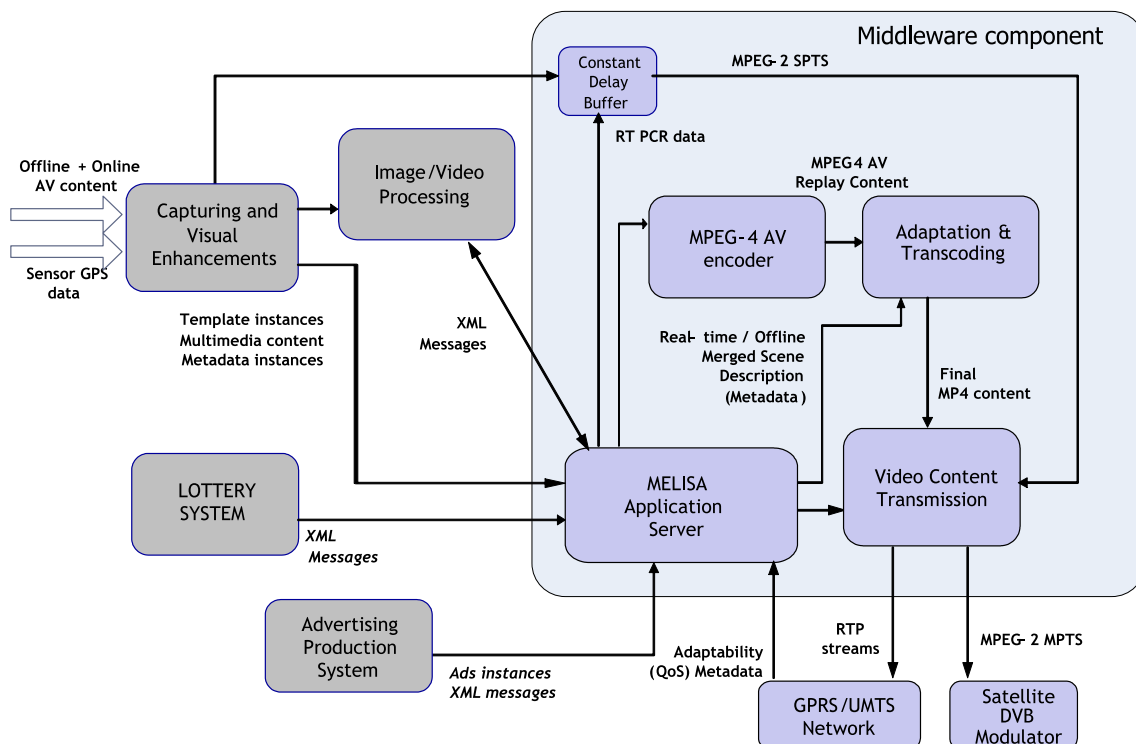 Middleware component
Constant
Delay
Buffer
MPEG-2 SPTS
RT PCR data
Offline + Online
AV content
Image/Video
Processing
MPEG4 AV
Replay Content
Capturing and
Visual
Enhancements
MPEG-4 AV
encoder
Adaptation &
Transcoding
Sensor GPS
data
Template instances
Multimedia content
Metadata instances
XML
Messages
Real-time / Offline
Merged Scene
Description
(Metadata)
Final
MP4 content
LOTTERY
SYSTEM
MELISA
Application
Server
Video Content
Transmission
XML
Messages
Advertising
Production
System
Ads instances
XML messages
Adaptability
(QoS) Metadata
RTP
streams
MPEG-2 MPTS
GPRS/UMTS
Network
Satellite
DVB
Modulator